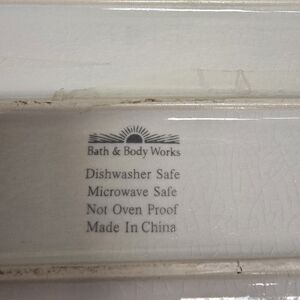 Bath & Body Works
Dishwasher Safe
Microwave Safe
Not Oven Proof
Made In China